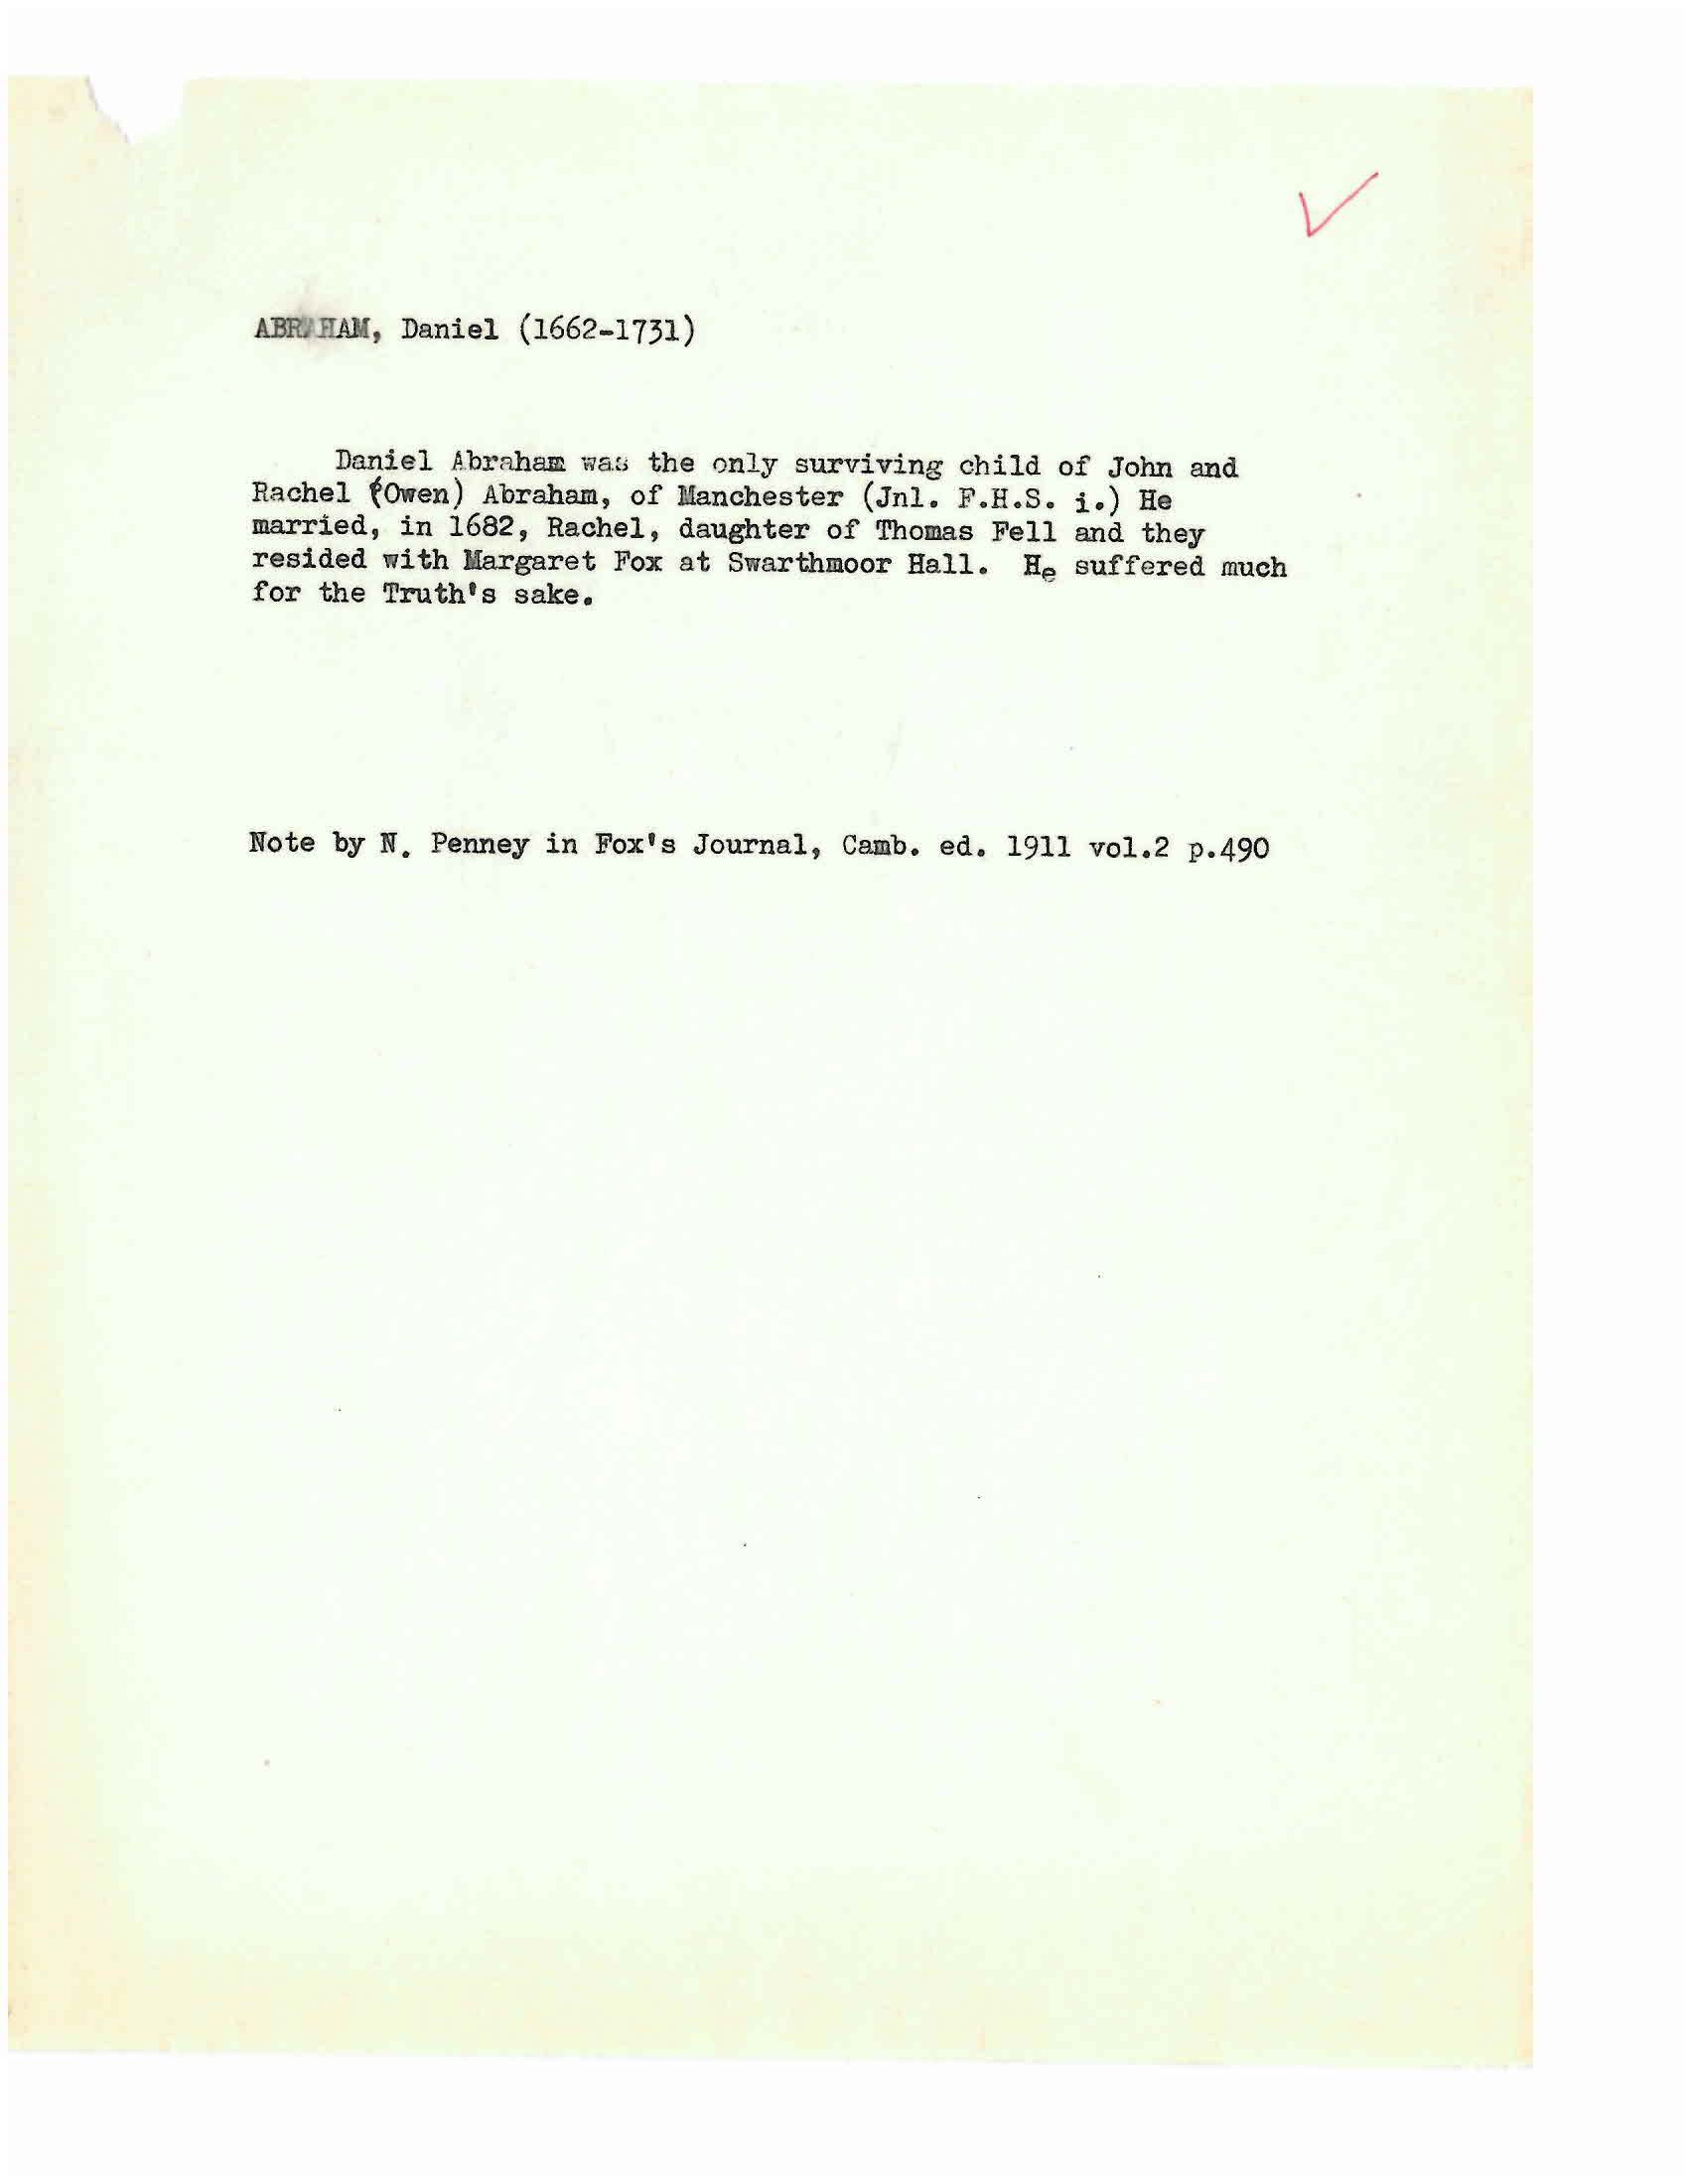 ABRAHAM, Daniel (1662-1731)
Daniel Abraham was the only surviving child of John and
Rachel (Owen) Abraham, of Manchester (Jnl. F.H.S. i.) He
married, in 1682, Rachel, daughter of Thomas Fell and they
resided with Margaret Fox at Swarthmoor Hall. He suffered much
for the Truth's sake.
Note by N. Penney in Fox's Journal, Camb. ed. 1911 vol.2 p.490